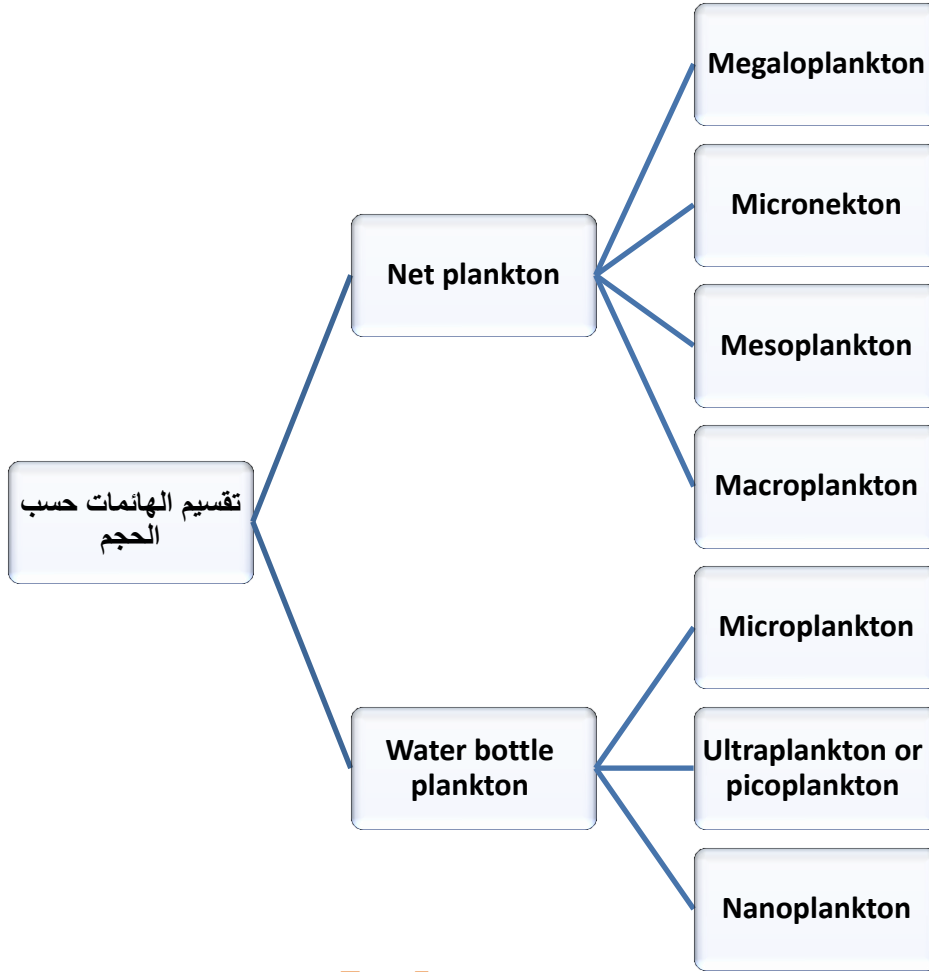 تقسيم الهائمات حسب
الحجم
Net plankton
Megaloplankton
Micronekton
Mesoplankton
Macroplankton
Water bottle
plankton
Microplankton
Ultraplankton or
picoplankton
Nanoplankton